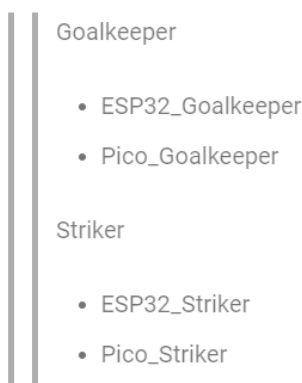 Goalkeeper
• ESP32_Goalkeeper
• Pico_Goalkeeper
Striker
• ESP32_Striker
• Pico_Striker